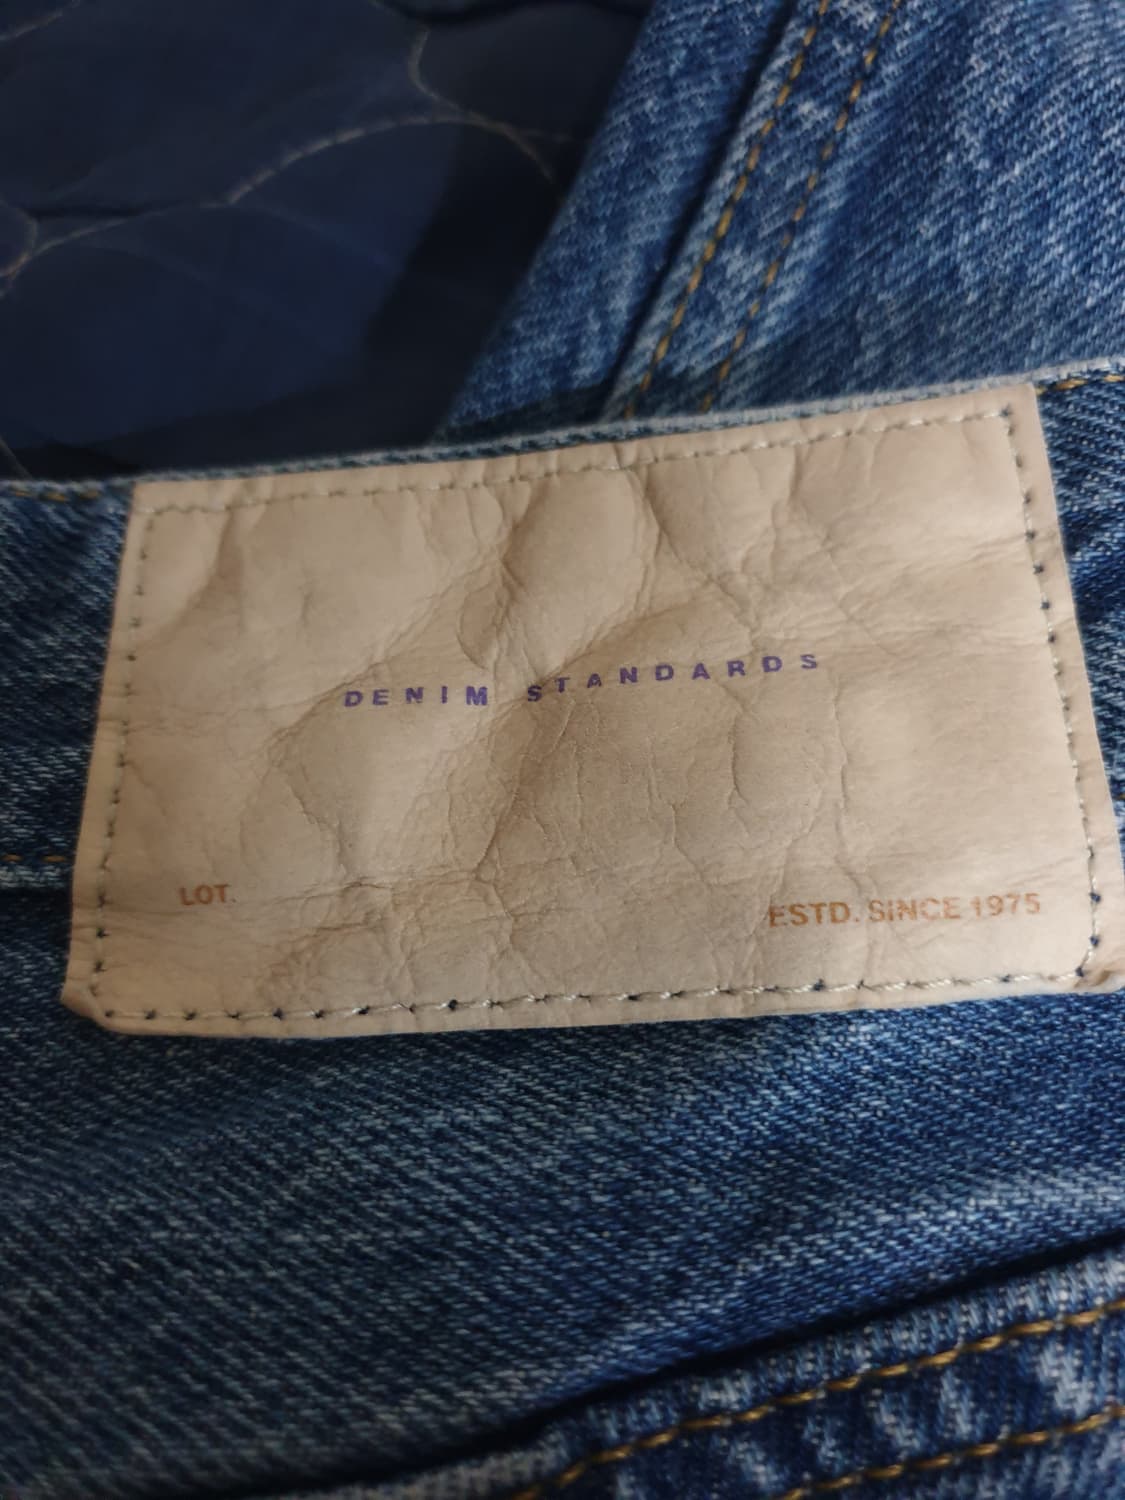 DENIM STANDARDS
LOT.
ESTD. SINCE 1975